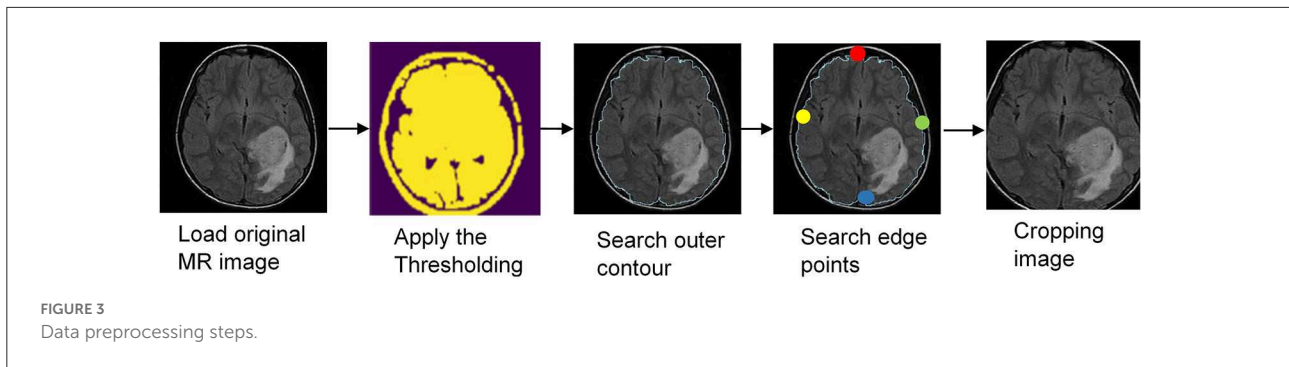 Load original
MR image
Apply the
Thresholding
Search outer
contour
Search edge
points
Cropping
image
FIGURE 3
Data preprocessing steps.